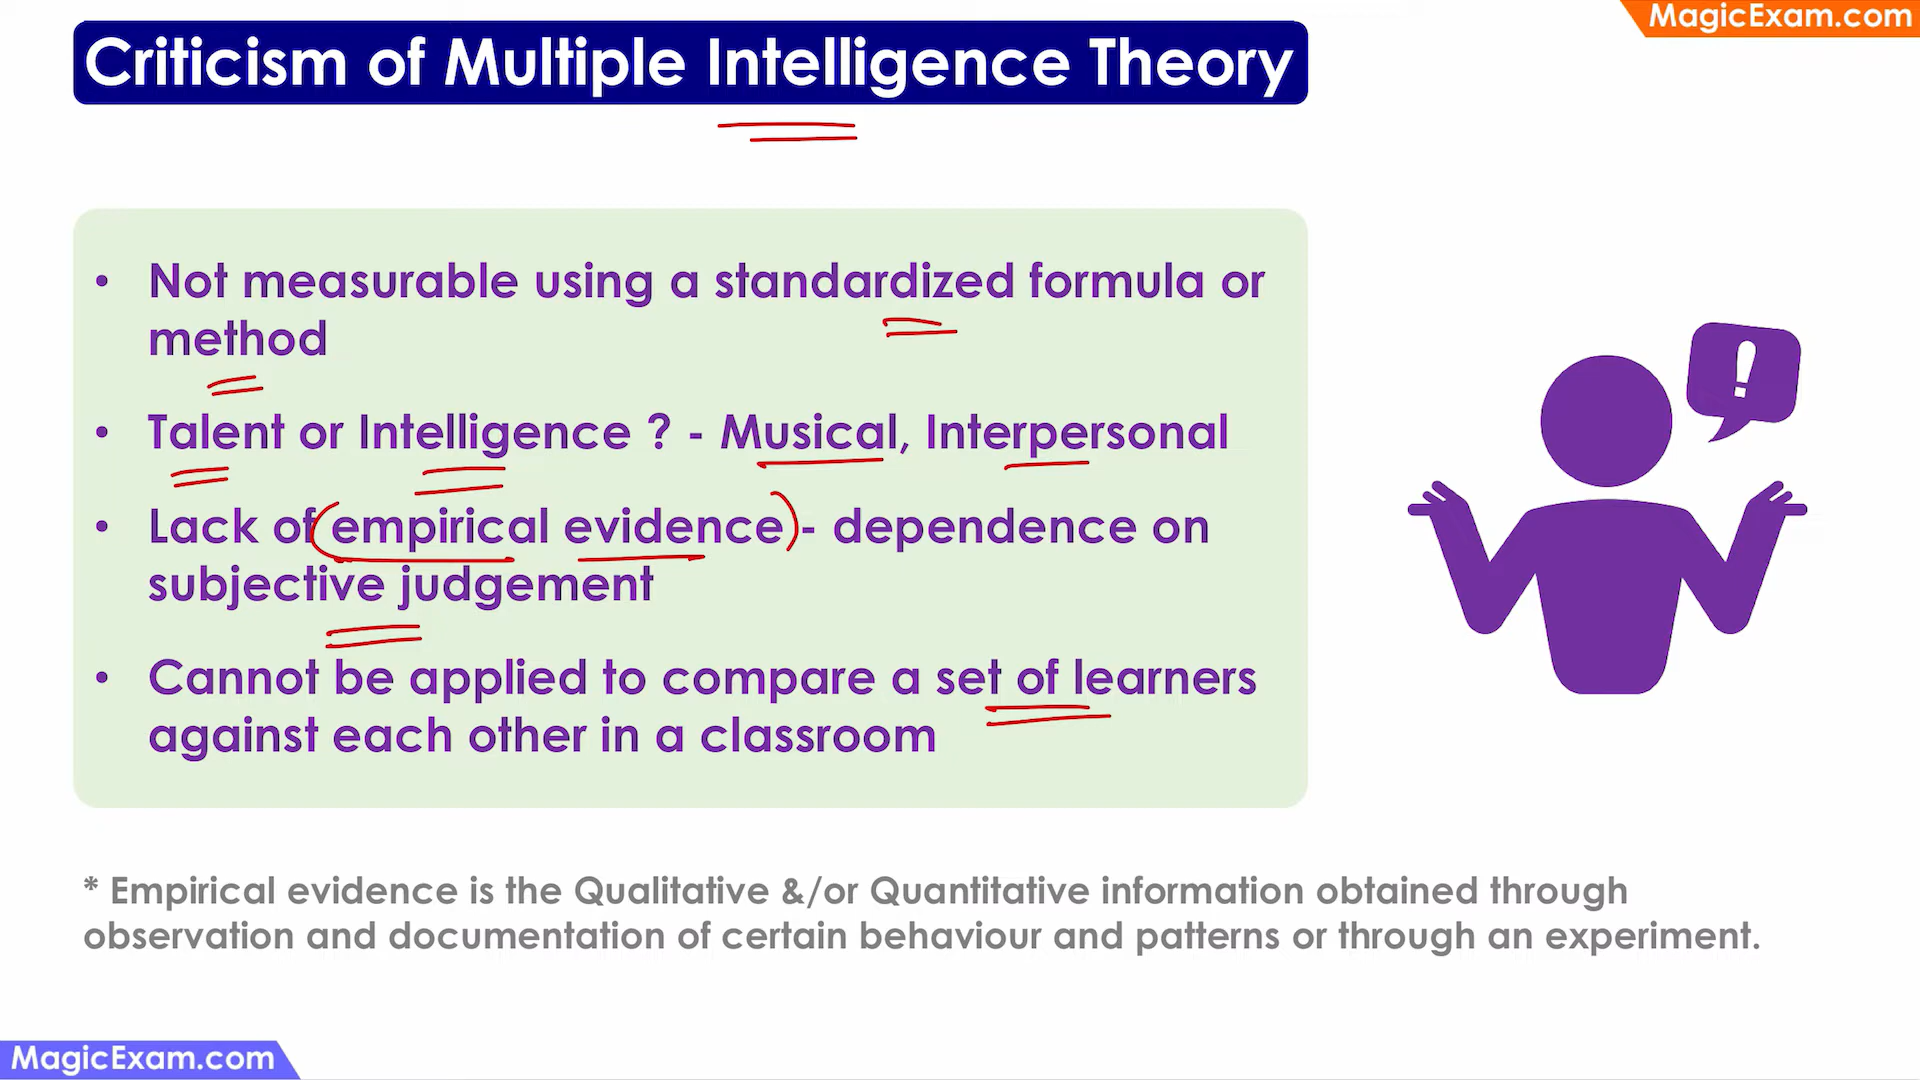 MagicExam.com
Criticism of Multiple Intelligence Theory
• Not measurable using a standardized formula or
method
• Talent or Intelligence ? - Musical, Interpersonal
• Lack of (empirical evidence) - dependence on
subjective judgement
• Cannot be applied to compare a set of learners
against each other in a classroom
!
* Empirical evidence is the Qualitative &/or Quantitative information obtained through
observation and documentation of certain behaviour and patterns or through an experiment.
MagicExam.com